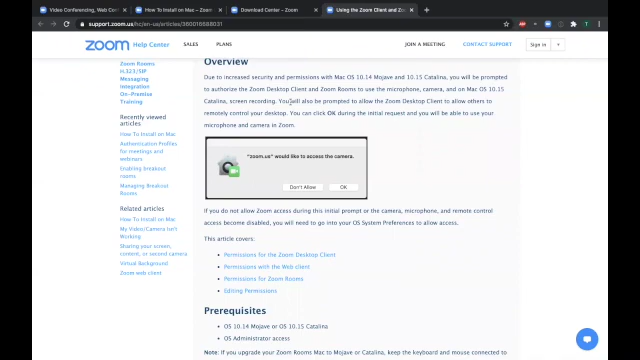 Video Conferencing, Web Con
How To Install on Mac – Zoom
Download Center – Zoom
Using the Zoom Client and Zo
support.zoom.us/hc/en-us/articles/360016688031
zoom Help Center SALES PLANS JOIN A MEETING CONTACT SUPPORT Sign in
Zoom Rooms
H.323/SIP
Messaging
Integration
On-Premise
Training
Recently viewed
articles
How To Install on Mac
Authentication Profiles
for meetings and
webinars
Enabling breakout
rooms
Managing Breakout
Rooms
Related articles
How To Install on Mac
My Video/Camera Isn't
Working
Sharing your screen,
content, or second camera
Virtual Background
Zoom web client
Overview
Due to increased security and permissions with Mac OS 10.14 Mojave and 10.15 Catalina, you will be prompted
to authorize the Zoom Desktop Client and Zoom Rooms to use the microphone, camera, and on Mac OS 10.15
Catalina, screen recording. You will also be prompted to allow the Zoom Desktop Client to allow others to
remotely control your desktop. You can click OK during the initial request and you will be able to use your
microphone and camera in Zoom.
"zoom.us" would like to access the camera.
Don't Allow OK
If you do not allow Zoom access during this initial prompt or the camera, microphone, and remote control
access become disabled, you will need to go into your OS System Preferences to allow access.
This article covers:
• Permissions for the Zoom Desktop Client
• Permissions with the Web client
• Permissions for Zoom Rooms
• Editing Permissions
Prerequisites
• OS 10.14 Mojave or OS 10.15 Catalina
• OS Administrator access
Note: If you upgrade your Zoom Rooms Mac to Mojave or Catalina, keep the keyboard and mouse connected to